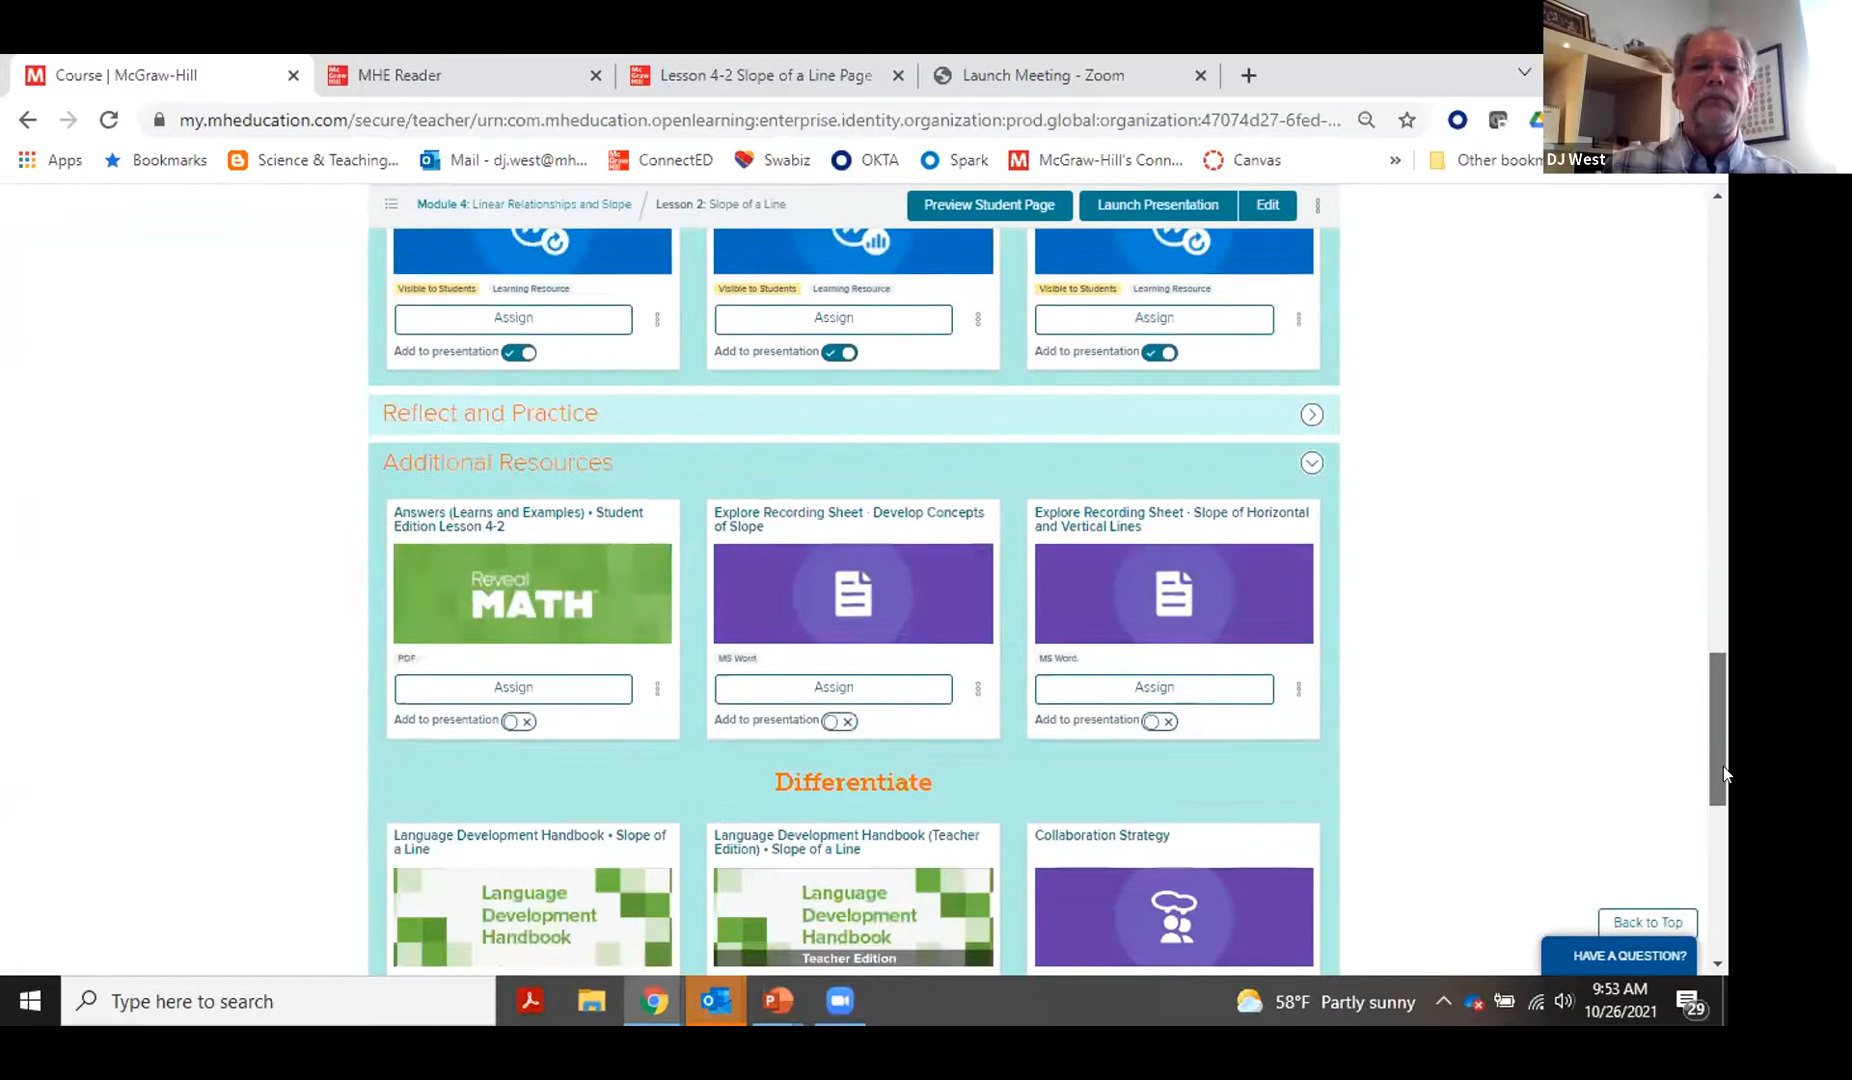 Course | McGraw-Hill
MHE Reader
Lesson 4-2 Slope of a Line Page
Launch Meeting - Zoom
my.mheducation.com/secure/teacher/urn:com.mheducation.openlearning:enterprise.identity.organization:prod.global:organization:47074d27-6fed-...
Apps
Bookmarks
Science & Teaching...
Mail - dj.west@mh...
ConnectED
Swabiz
OKTA
Spark
McGraw-Hill's Conn...
Canvas
»
Other bookm
DJ West
Module 4: Linear Relationships and Slope
Lesson 2: Slope of a Line
Preview Student Page
Launch Presentation
Edit
Visible to Students Learning Resource
Visible to Students Learning Resource
Visible to Students Learning Resource
Assign
Assign
Assign
Add to presentation
Add to presentation
Add to presentation
Reflect and Practice
Additional Resources
Answers (Learns and Examples) • Student
Edition Lesson 4-2
Explore Recording Sheet · Develop Concepts
of Slope
Explore Recording Sheet · Slope of Horizontal
and Vertical Lines
Reveal
MATH
PDF
MS Word
MS Word
Assign
Assign
Assign
Add to presentation
Add to presentation
Add to presentation
Differentiate
Language Development Handbook • Slope of
a Line
Language Development Handbook (Teacher
Edition) • Slope of a Line
Collaboration Strategy
Language
Development
Handbook
Language
Development
Handbook
Teacher Edition
Back to Top
HAVE A QUESTION?
Type here to search
58°F Partly sunny
9:53 AM
10/26/2021
29